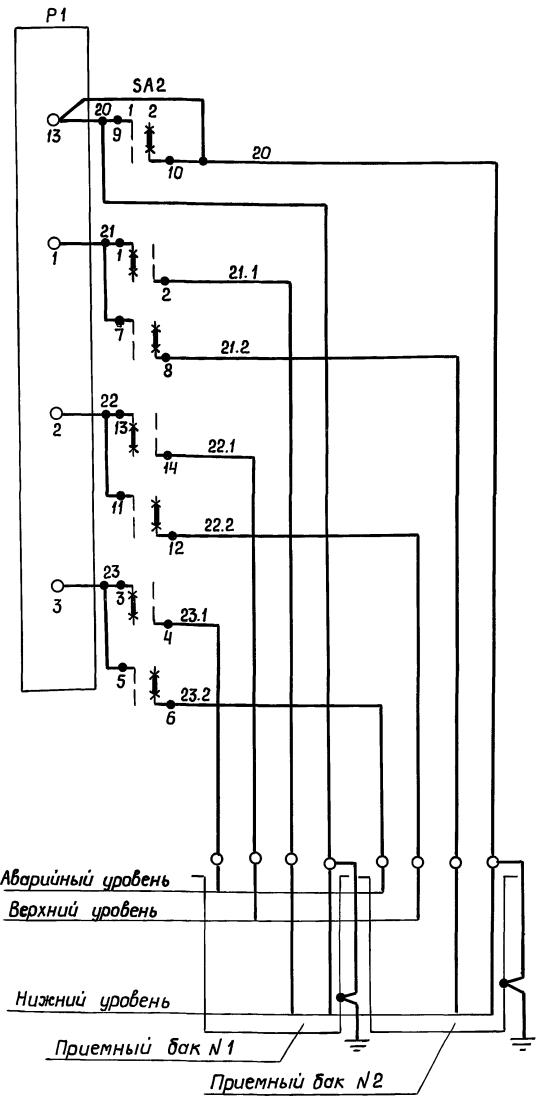 P1
SA2
20 1 2
13 9
10 20
21
1 1
2 21.1
7
8 21.2
22
2 13
14 22.1
11
12 22.2
23
3 3
4 23.1
5
6 23.2
Аварийный уровень
Верхний уровень
Нижний уровень
Приемный бак N1
Приемный бак N2